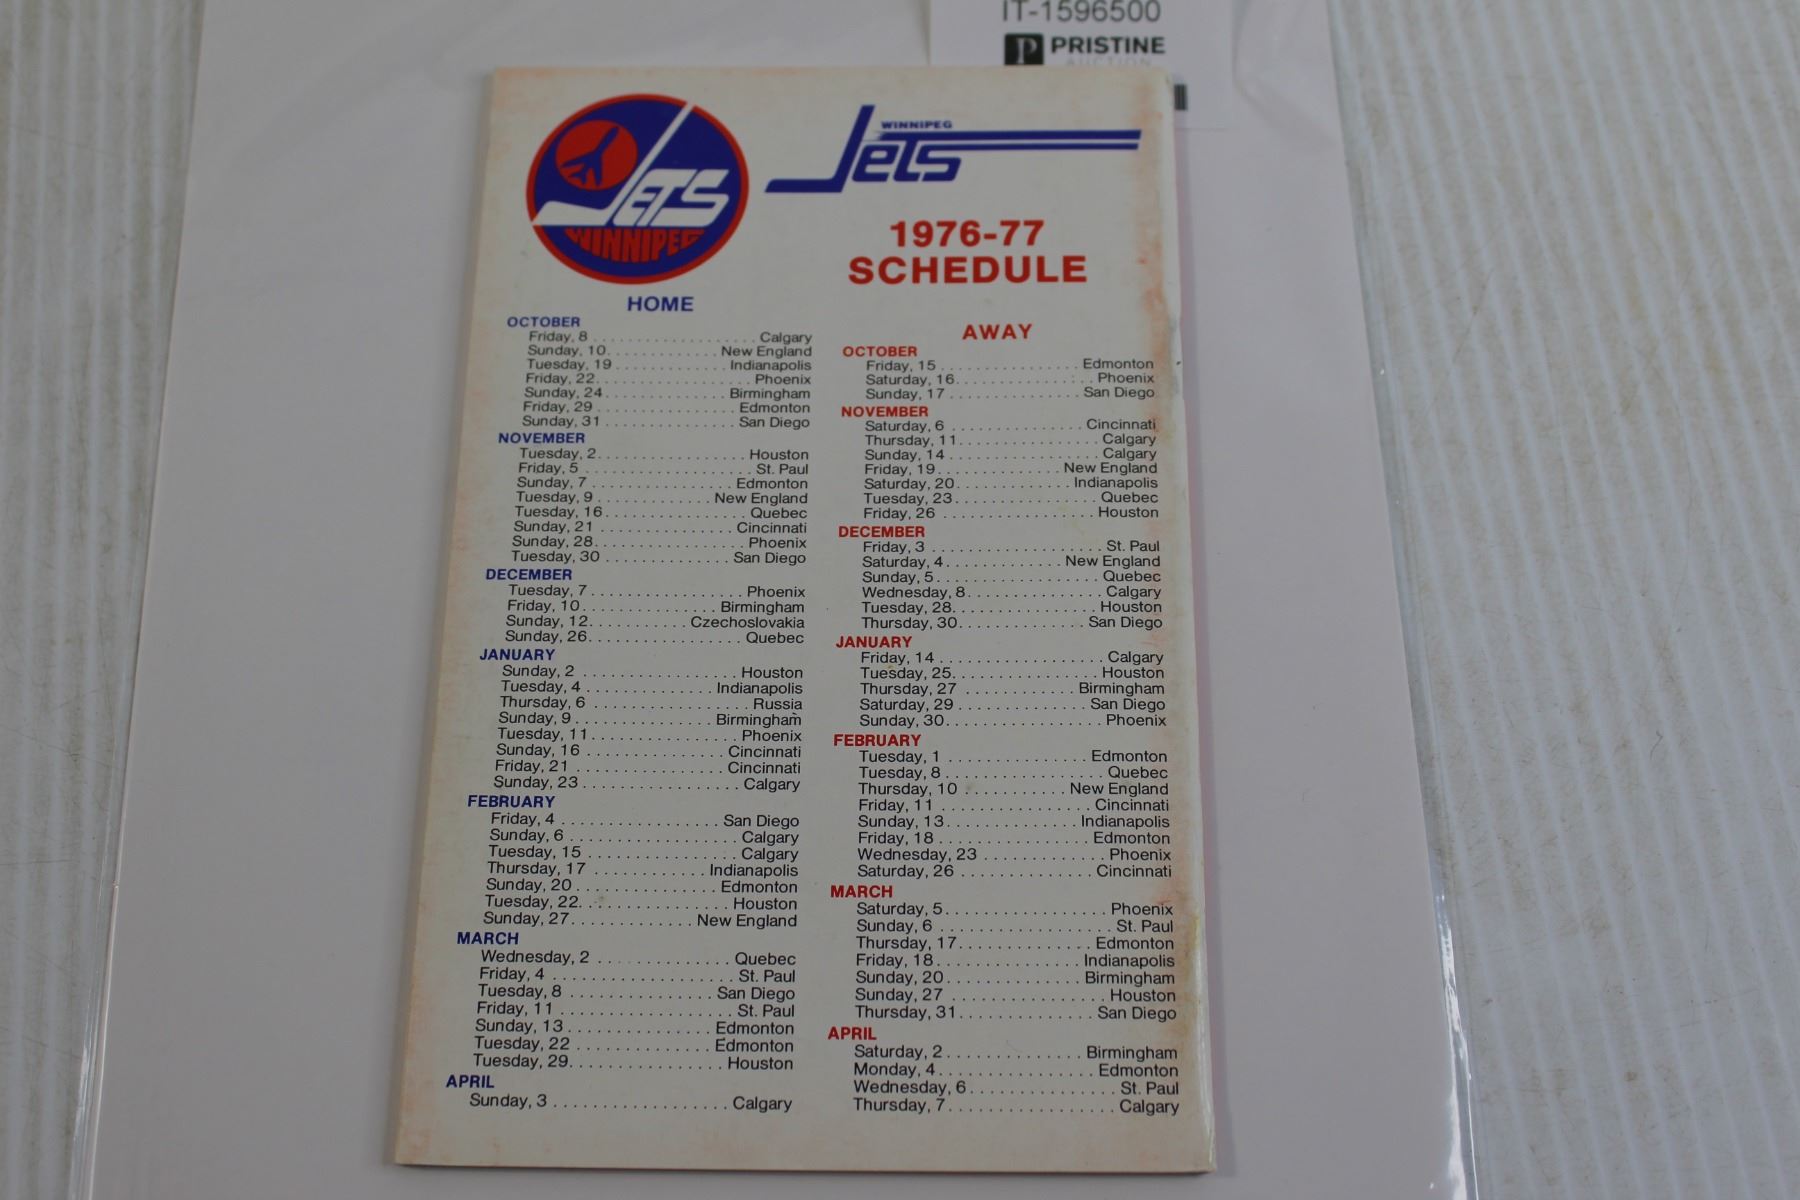 IT-1596500
P PRISTINE
AUCTION
JETS
WINNIPEG
WINNIPEG
Jets
1976-77
SCHEDULE
HOME
OCTOBER
Friday, 8 . . . . . . . . . . . . . . . . . . Calgary
Sunday, 10. . . . . . . . . . . . . New England
Tuesday, 19 . . . . . . . . . . . . Indianapolis
Friday, 22. . . . . . . . . . . . . . . . . Phoenix
Sunday, 24 . . . . . . . . . . . . . Birmingham
Friday, 29 . . . . . . . . . . . . . . . Edmonton
Sunday, 31 . . . . . . . . . . . . . . San Diego
NOVEMBER
Tuesday, 2. . . . . . . . . . . . . . . . Houston
Friday, 5 . . . . . . . . . . . . . . . . . . St. Paul
Sunday, 7 . . . . . . . . . . . . . . . Edmonton
Tuesday, 9 . . . . . . . . . . . . New England
Tuesday, 16. . . . . . . . . . . . . . . Quebec
Sunday, 21 . . . . . . . . . . . . . . Cincinnati
Sunday, 28. . . . . . . . . . . . . . . . Phoenix
Tuesday, 30 . . . . . . . . . . . . . San Diego
DECEMBER
Tuesday, 7 . . . . . . . . . . . . . . . . Phoenix
Friday, 10. . . . . . . . . . . . . . Birmingham
Sunday, 12. . . . . . . . . . . Czechoslovakia
Sunday, 26. . . . . . . . . . . . . . . . Quebec
JANUARY
Sunday, 2 . . . . . . . . . . . . . . . . Houston
Tuesday, 4 . . . . . . . . . . . . . Indianapolis
Thursday, 6 . . . . . . . . . . . . . . . . Russia
Sunday, 9 . . . . . . . . . . . . . . Birmingham
Tuesday, 11. . . . . . . . . . . . . . . Phoenix
Sunday, 16 . . . . . . . . . . . . . . Cincinnati
Friday, 21 . . . . . . . . . . . . . . . Cincinnati
Sunday, 23 . . . . . . . . . . . . . . . . Calgary
FEBRUARY
Friday, 4 . . . . . . . . . . . . . . . . San Diego
Sunday, 6 . . . . . . . . . . . . . . . . . Calgary
Tuesday, 15 . . . . . . . . . . . . . . . Calgary
Thursday, 17 . . . . . . . . . . . . Indianapolis
Sunday, 20 . . . . . . . . . . . . . . Edmonton
Tuesday, 22. . . . . . . . . . . . . . . Houston
Sunday, 27. . . . . . . . . . . . . New England
MARCH
Wednesday, 2 . . . . . . . . . . . . . . Quebec
Friday, 4 . . . . . . . . . . . . . . . . . . St. Paul
Tuesday, 8 . . . . . . . . . . . . . . . San Diego
Friday, 11 . . . . . . . . . . . . . . . . . St. Paul
Sunday, 13 . . . . . . . . . . . . . . . Edmonton
Tuesday, 22 . . . . . . . . . . . . . . Edmonton
Tuesday, 29. . . . . . . . . . . . . . . . Houston
APRIL
Sunday, 3 . . . . . . . . . . . . . . . . . . Calgary
AWAY
OCTOBER
Friday, 15 . . . . . . . . . . . . . . . Edmonton
Saturday, 16. . . . . . . . . . . . . . . Phoenix
Sunday, 17 . . . . . . . . . . . . . . San Diego
NOVEMBER
Saturday, 6 . . . . . . . . . . . . . . Cincinnati
Thursday, 11. . . . . . . . . . . . . . . Calgary
Sunday, 14 . . . . . . . . . . . . . . . . Calgary
Friday, 19. . . . . . . . . . . . . New England
Saturday, 20. . . . . . . . . . . . Indianapolis
Tuesday, 23. . . . . . . . . . . . . . . Quebec
Friday, 26 . . . . . . . . . . . . . . . . Houston
DECEMBER
Friday, 3 . . . . . . . . . . . . . . . . . . St. Paul
Saturday, 4. . . . . . . . . . . . . New England
Sunday, 5. . . . . . . . . . . . . . . . . Quebec
Wednesday, 8. . . . . . . . . . . . . . Calgary
Tuesday, 28. . . . . . . . . . . . . . . Houston
Thursday, 30. . . . . . . . . . . . . San Diego
JANUARY
Friday, 14 . . . . . . . . . . . . . . . . . Calgary
Tuesday, 25. . . . . . . . . . . . . . . Houston
Thursday, 27 . . . . . . . . . . . . Birmingham
Saturday, 29 . . . . . . . . . . . . . San Diego
Sunday, 30. . . . . . . . . . . . . . . . Phoenix
FEBRUARY
Tuesday, 1 . . . . . . . . . . . . . . . Edmonton
Tuesday, 8 . . . . . . . . . . . . . . . . Quebec
Thursday, 10 . . . . . . . . . . . New England
Friday, 11 . . . . . . . . . . . . . . . . Cincinnati
Sunday, 13. . . . . . . . . . . . . . Indianapolis
Friday, 18 . . . . . . . . . . . . . . . . Edmonton
Wednesday, 23 . . . . . . . . . . . . . Phoenix
Saturday, 26 . . . . . . . . . . . . . . Cincinnati
MARCH
Saturday, 5. . . . . . . . . . . . . . . . . Phoenix
Sunday, 6 . . . . . . . . . . . . . . . . . . St. Paul
Thursday, 17. . . . . . . . . . . . . . Edmonton
Friday, 18. . . . . . . . . . . . . . . Indianapolis
Sunday, 20 . . . . . . . . . . . . . . Birmingham
Sunday, 27 . . . . . . . . . . . . . . . . Houston
Thursday, 31. . . . . . . . . . . . . . San Diego
APRIL
Saturday, 2 . . . . . . . . . . . . . . Birmingham
Monday, 4 . . . . . . . . . . . . . . . . Edmonton
Wednesday, 6. . . . . . . . . . . . . . . St. Paul
Thursday, 7. . . . . . . . . . . . . . . . . Calgary